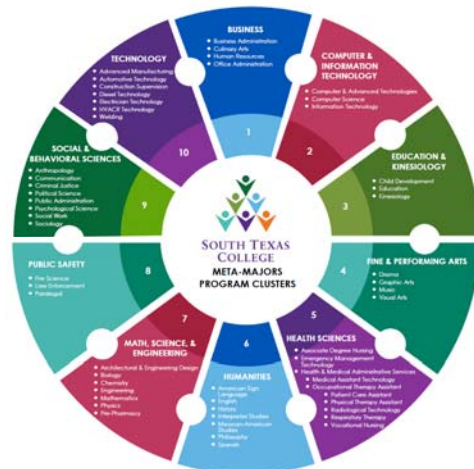 BUSINESS
Business Administration
Culinary Arts
Human Resources
Office Administration
1
COMPUTER &
INFORMATION
TECHNOLOGY
Computer & Advanced Technologies
Computer Science
Information Technology
2
EDUCATION &
KINESIOLOGY
Child Development
Education
Kinesiology
3
FINE & PERFORMING ARTS
Drama
Graphic Arts
Music
Visual Arts
4
HEALTH SCIENCES
Associate Degree Nursing
Emergency Management
Technology
Health & Medical Administrative Services
Medical Assistant Technology
Occupational Therapy Assistant
Patient Care Assistant
Physical Therapy Assistant
Radiological Technology
Respiratory Therapy
Vocational Nursing
5
HUMANITIES
American Sign
Language
English
History
Interpreter Studies
Mexican-American
Studies
Philosophy
Spanish
6
MATH, SCIENCE, &
ENGINEERING
Architectural & Engineering Design
Biology
Chemistry
Engineering
Mathematics
Physics
Pre-Pharmacy
7
PUBLIC SAFETY
Fire Science
Law Enforcement
Paralegal
8
SOCIAL &
BEHAVIORAL SCIENCES
Anthropology
Communication
Criminal Justice
Political Science
Public Administration
Psychological Science
Social Work
Sociology
9
TECHNOLOGY
Advanced Manufacturing
Automotive Technology
Construction Supervision
Diesel Technology
Electrician Technology
HVACR Technology
Welding
10
SOUTH TEXAS
COLLEGE
META-MAJORS
PROGRAM CLUSTERS